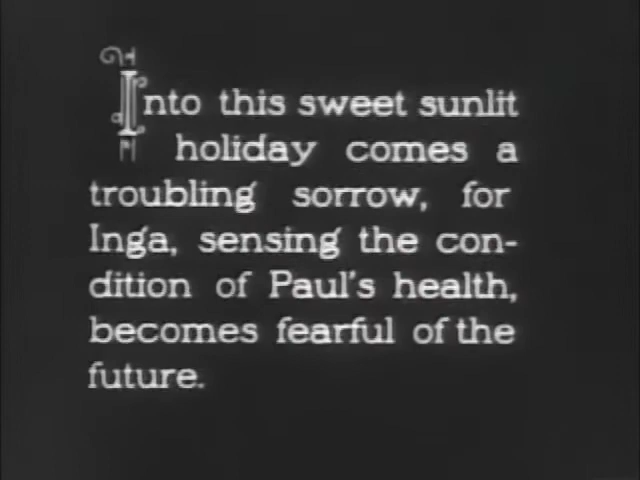 Into this sweet sunlit
holiday comes a
troubling sorrow, for
Inga, sensing the con-
dition of Paul's health,
becomes fearful of the
future.